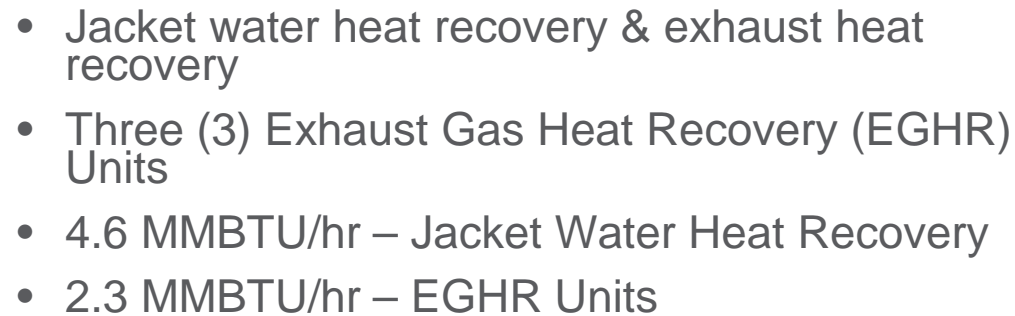 • Jacket water heat recovery & exhaust heat
recovery
• Three (3) Exhaust Gas Heat Recovery (EGHR)
Units
• 4.6 MMBTU/hr – Jacket Water Heat Recovery
• 2.3 MMBTU/hr – EGHR Units